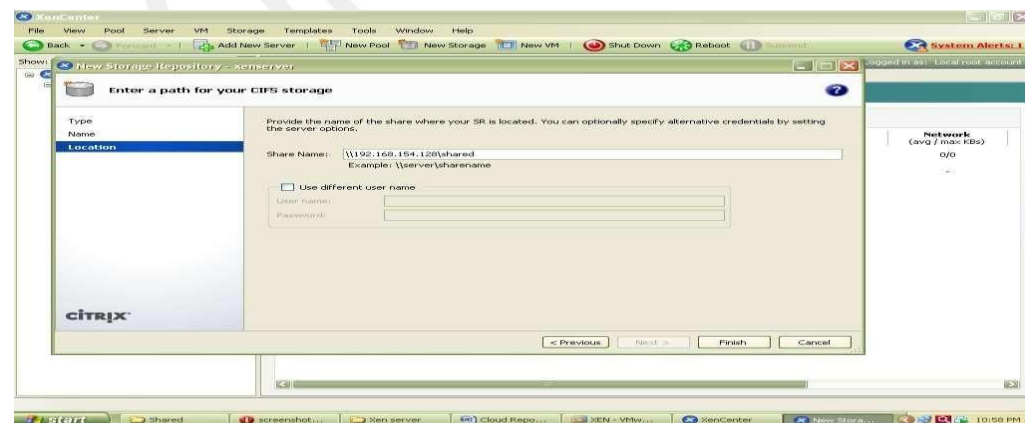 XenCenter
File View Pool Server VM Storage Templates Tools Window Help
Back Forward Add New Server New Pool New Storage New VM Shut Down Reboot Suspend System Alerts: 1
Show:
New Storage Repository - xenserver
Logged in as: Local root account
Enter a path for your CIFS storage
Type
Name
Location
Provide the name of the share where your SR is located. You can optionally specify alternative credentials by setting
the server options.
Share Name: \\192.168.154.128\shared
Example: \\server\sharename
Use different user name
User name:
Password:
Network
(avg / max KBs)
0/0
-
CITRIX
< Previous Next > Finish Cancel
start Shared screenshot... Xen server Cloud Repo... XEN - VMw... XenCenter New Stora... 10:58 PM